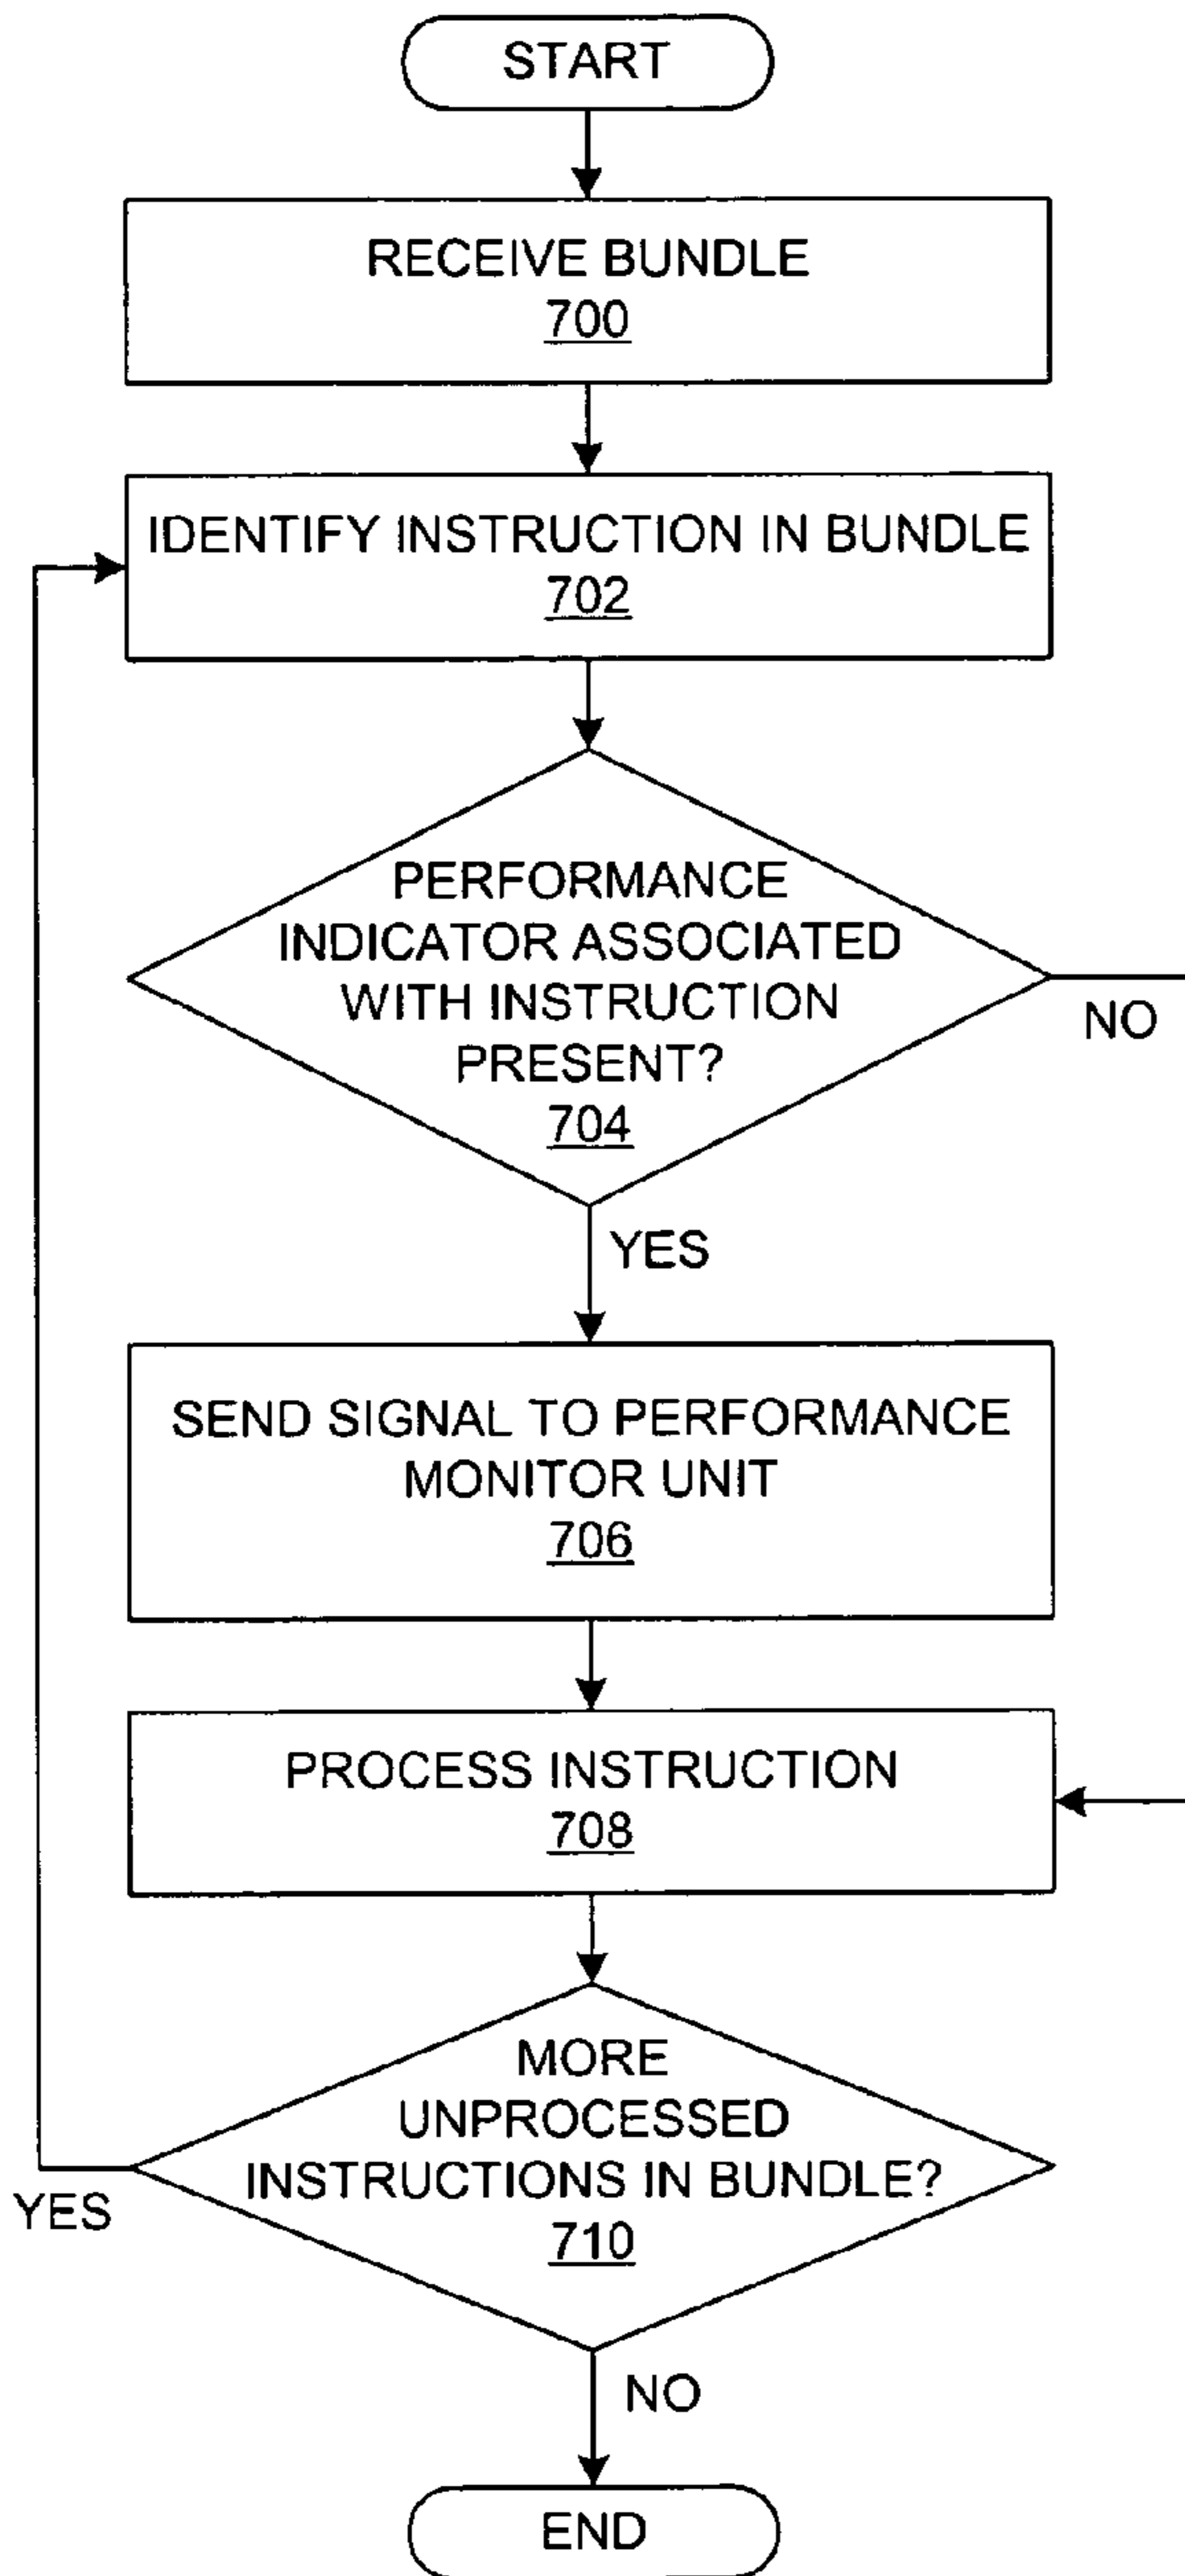 START
RECEIVE BUNDLE
700
IDENTIFY INSTRUCTION IN BUNDLE
702
PERFORMANCE
INDICATOR ASSOCIATED
WITH INSTRUCTION
PRESENT?
704
NO
YES
SEND SIGNAL TO PERFORMANCE
MONITOR UNIT
706
PROCESS INSTRUCTION
708
MORE
UNPROCESSED
INSTRUCTIONS IN BUNDLE?
710
YES
NO
END